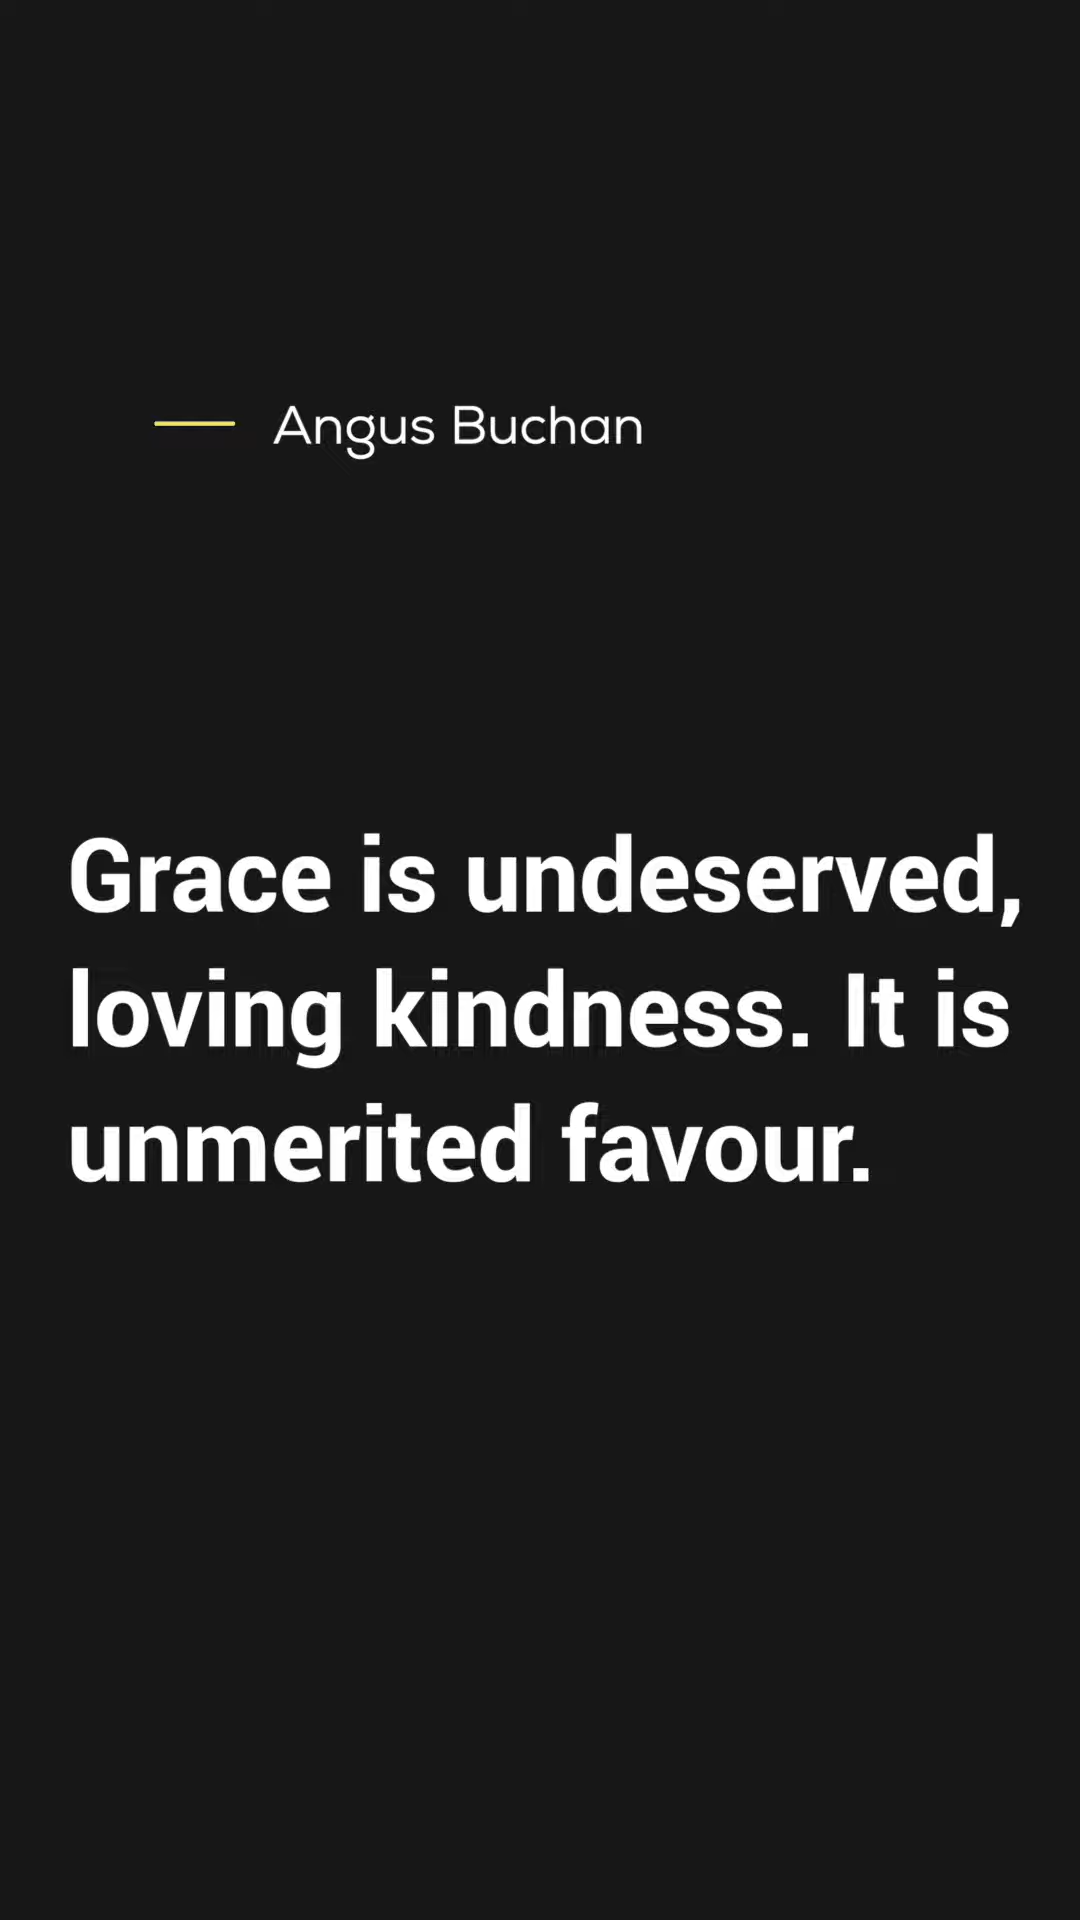 Angus Buchan
Grace is undeserved,
loving kindness. It is
unmerited favour.